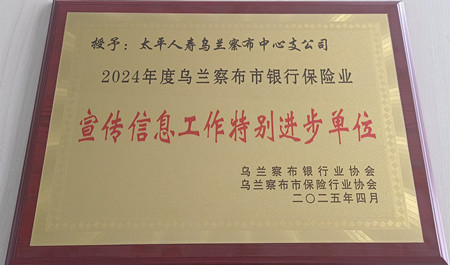 授予：太平人寿乌兰察布中心支公司
2024年度乌兰察布市银行保险业
宣传信息工作特别进步单位
乌兰察布银行业协会
乌兰察布市保险行业协会
二〇二五年四月